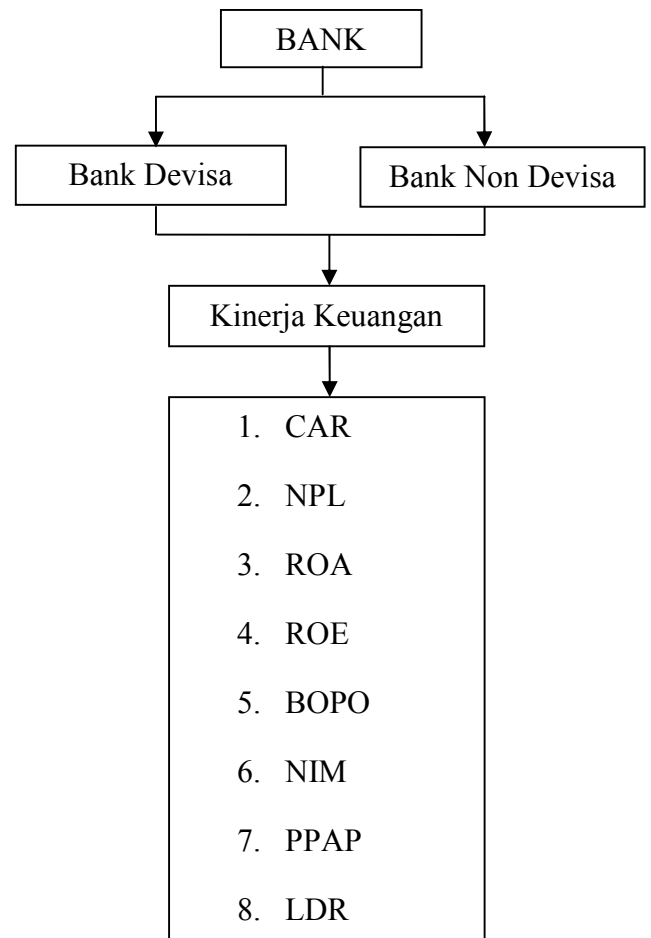 BANK
Bank Devisa
Bank Non Devisa
Kinerja Keuangan
1. CAR
2. NPL
3. ROA
4. ROE
5. BOPO
6. NIM
7. PPAP
8. LDR